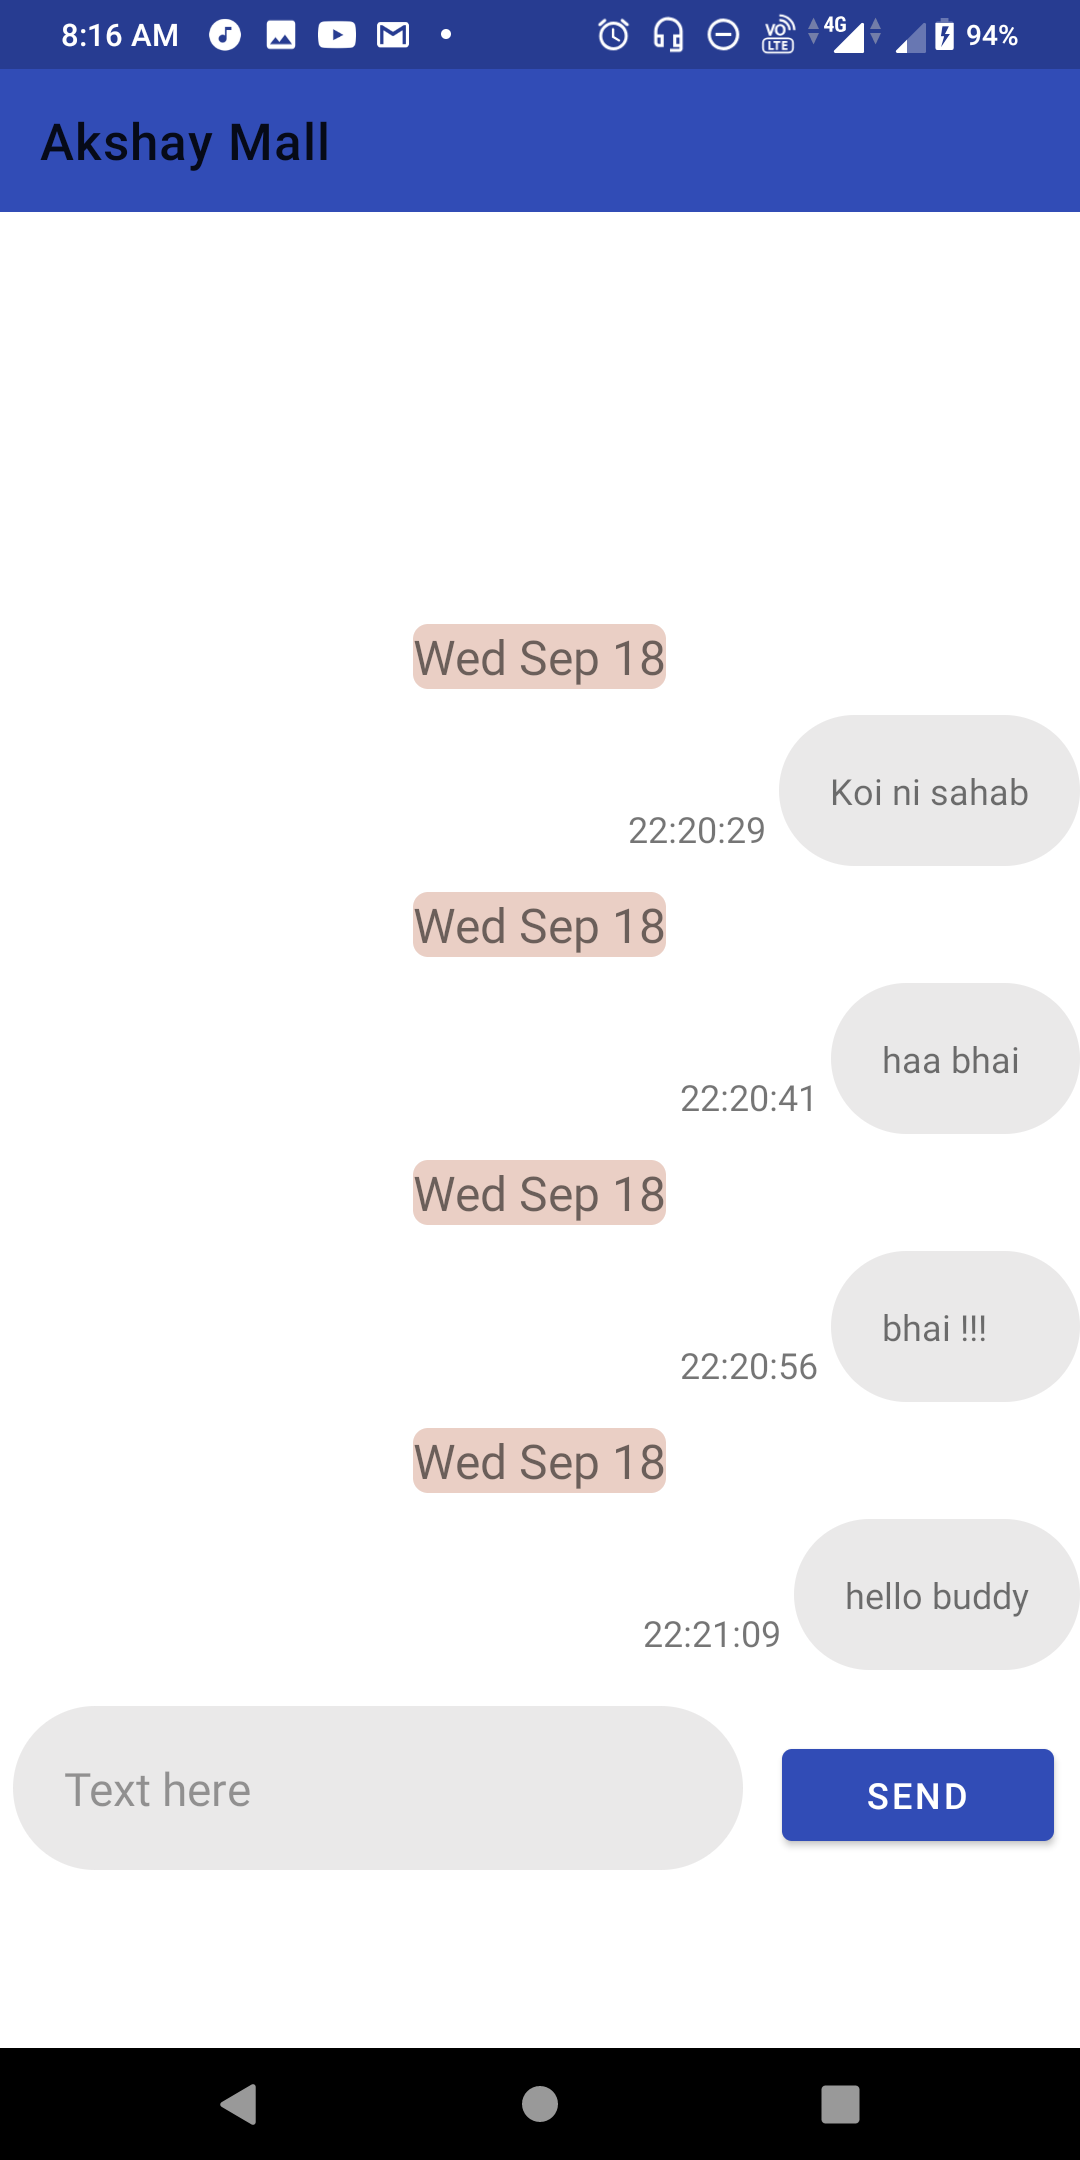 8:16 AM
VO LTE 4G 94%
Akshay Mall
Wed Sep 18
Koi ni sahab
22:20:29
Wed Sep 18
haa bhai
22:20:41
Wed Sep 18
bhai !!!
22:20:56
Wed Sep 18
hello buddy
22:21:09
Text here
SEND